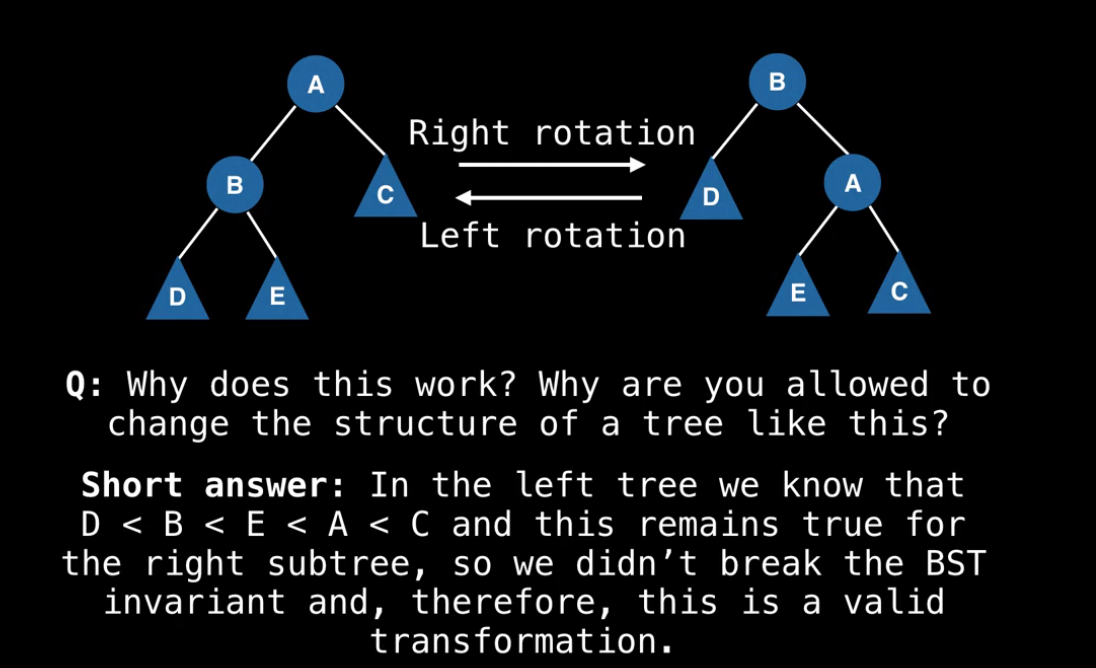 A
B
Right rotation
B
C
D
A
Left rotation
D
E
E
C
Q: Why does this work? Why are you allowed to
change the structure of a tree like this?
Short answer: In the left tree we know that
D < B < E < A < C and this remains true for
the right subtree, so we didn’t break the BST
invariant and, therefore, this is a valid
transformation.